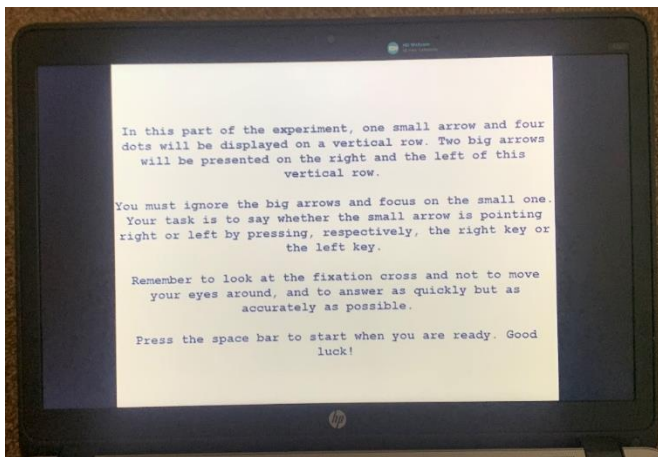 In this part of the experiment, one small arrow and four
dots will be displayed on a vertical row. Two big arrows
will be presented on the right and the left of this
vertical row.
You must ignore the big arrows and focus on the small one.
Your task is to say whether the small arrow is pointing
right or left by pressing, respectively, the right key or
the left key.
Remember to look at the fixation cross and not to move
your eyes around, and to answer as quickly but as
accurately as possible.
Press the space bar to start when you are ready. Good
luck!
hp